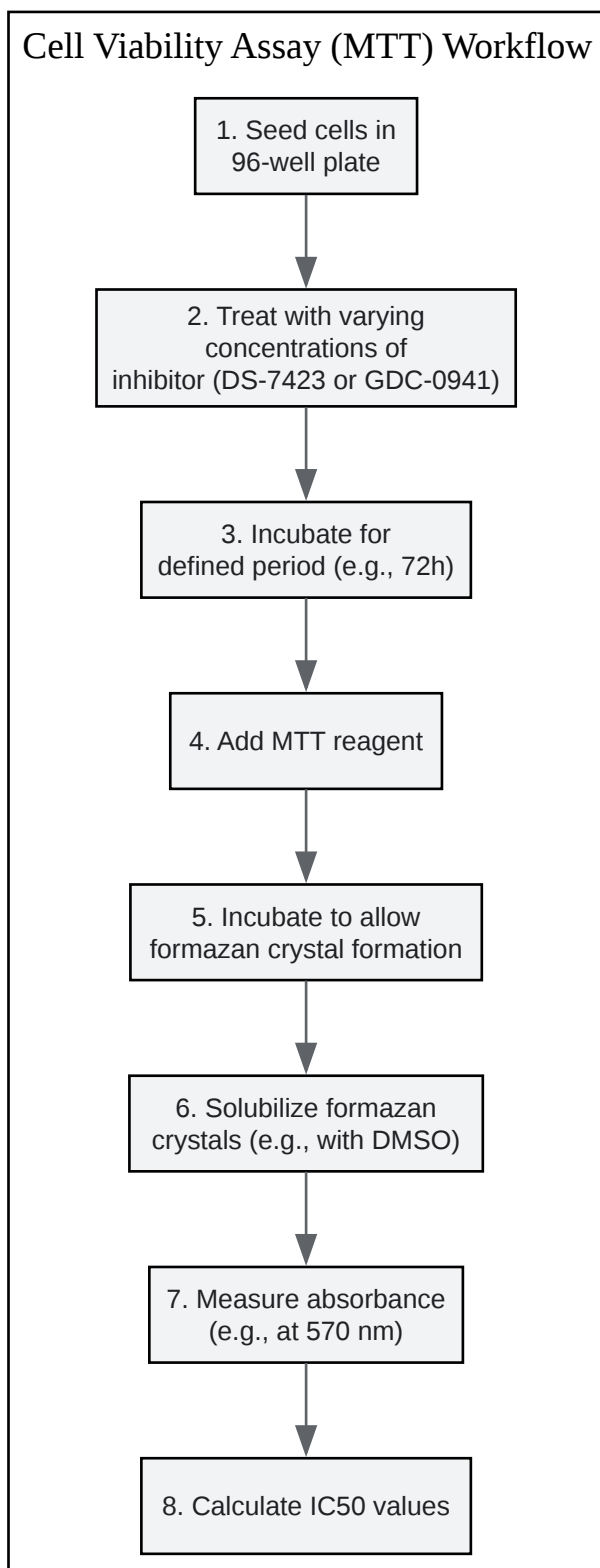 Cell Viability Assay (MTT) Workflow
1. Seed cells in
96-well plate
2. Treat with varying
concentrations of
inhibitor (DS-7423 or GDC-0941)
3. Incubate for
defined period (e.g., 72h)
4. Add MTT reagent
5. Incubate to allow
formazan crystal formation
6. Solubilize formazan
crystals (e.g., with DMSO)
7. Measure absorbance
(e.g., at 570 nm)
8. Calculate IC50 values